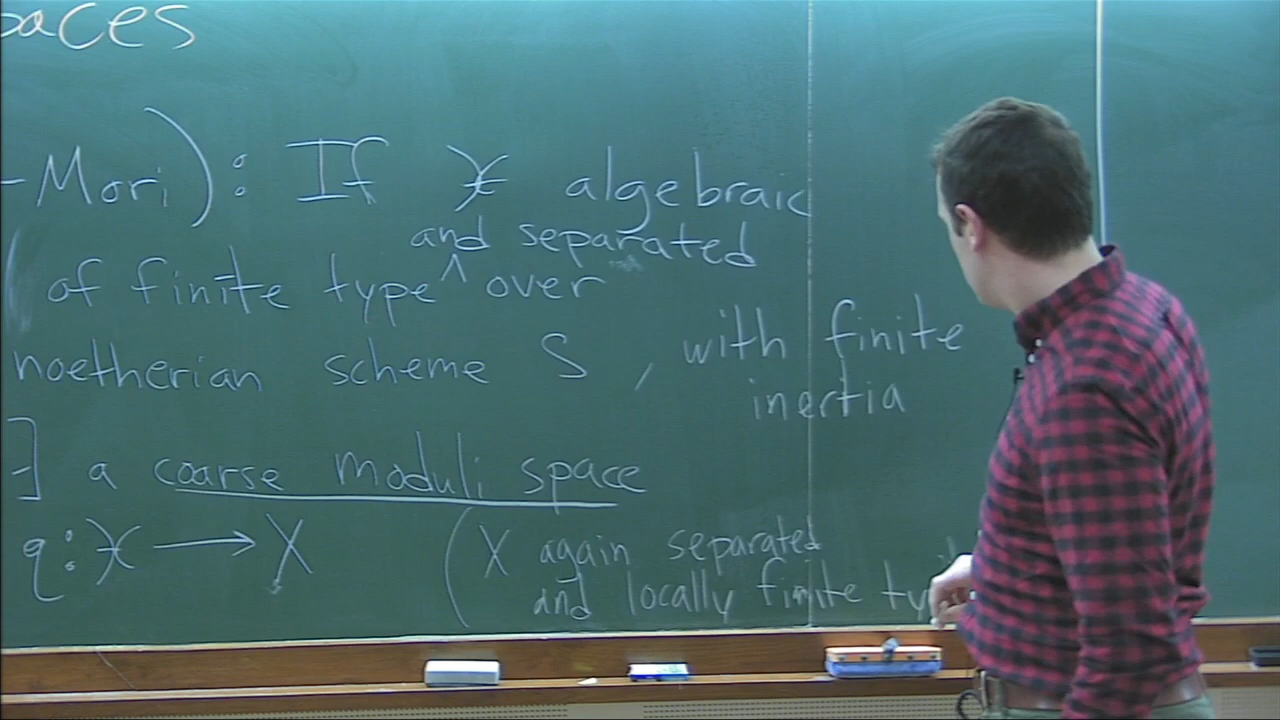 paces
-Mori): If 𝔛 algebraic
and separated
of finite type ^ over
noetherian scheme S, with finite
inertia
∃ a coarse moduli space
q: 𝔛 → X (X again separated
and locally finite ty